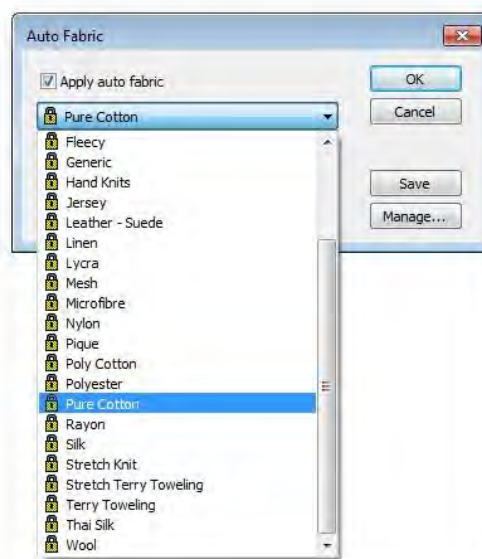 Auto Fabric
Apply auto fabric
OK
Pure Cotton
Cancel
Fleecy
Generic
Hand Knits
Jersey
Save
Leather - Suede
Manage...
Linen
Lycra
Mesh
Microfibre
Nylon
Pique
Poly Cotton
Polyester
Pure Cotton
Rayon
Silk
Stretch Knit
Stretch Terry Toweling
Terry Toweling
Thai Silk
Wool